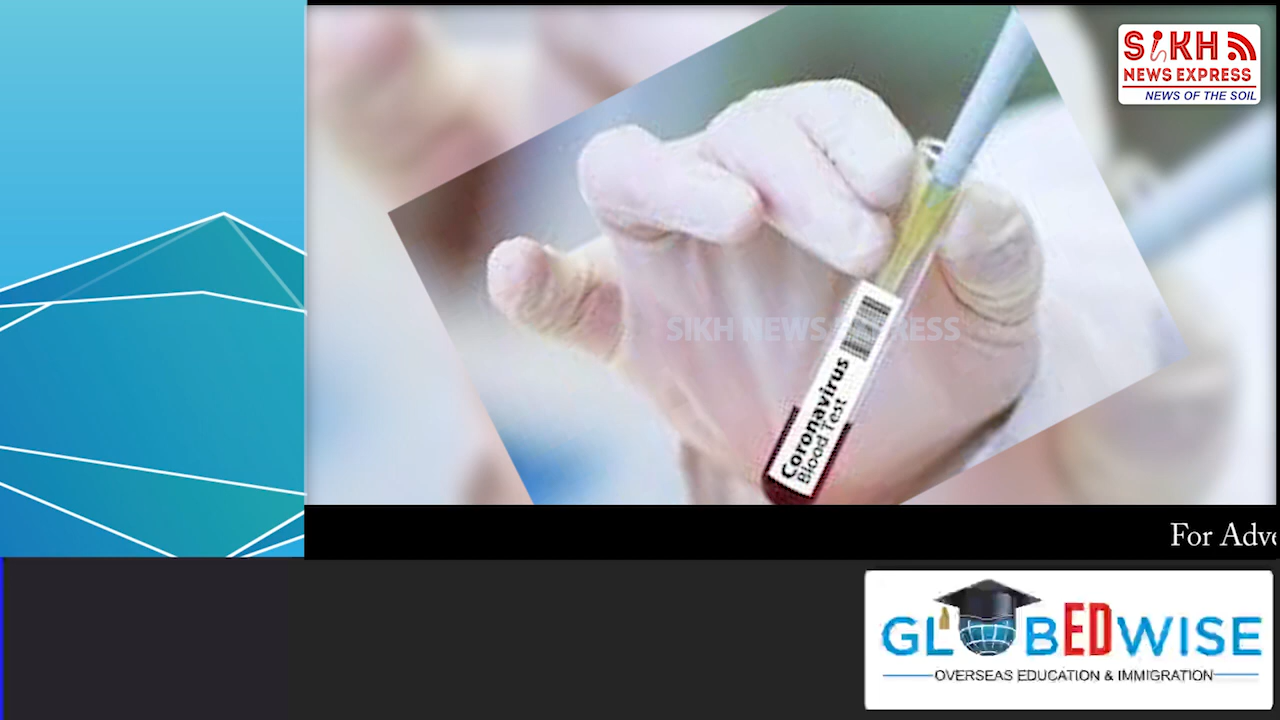 SIKH
NEWS EXPRESS
NEWS OF THE SOIL
SIKH NEWS EXPRESS
Coronavirus
Blood Test
For Adve
GLOBEDWISE
OVERSEAS EDUCATION & IMMIGRATION